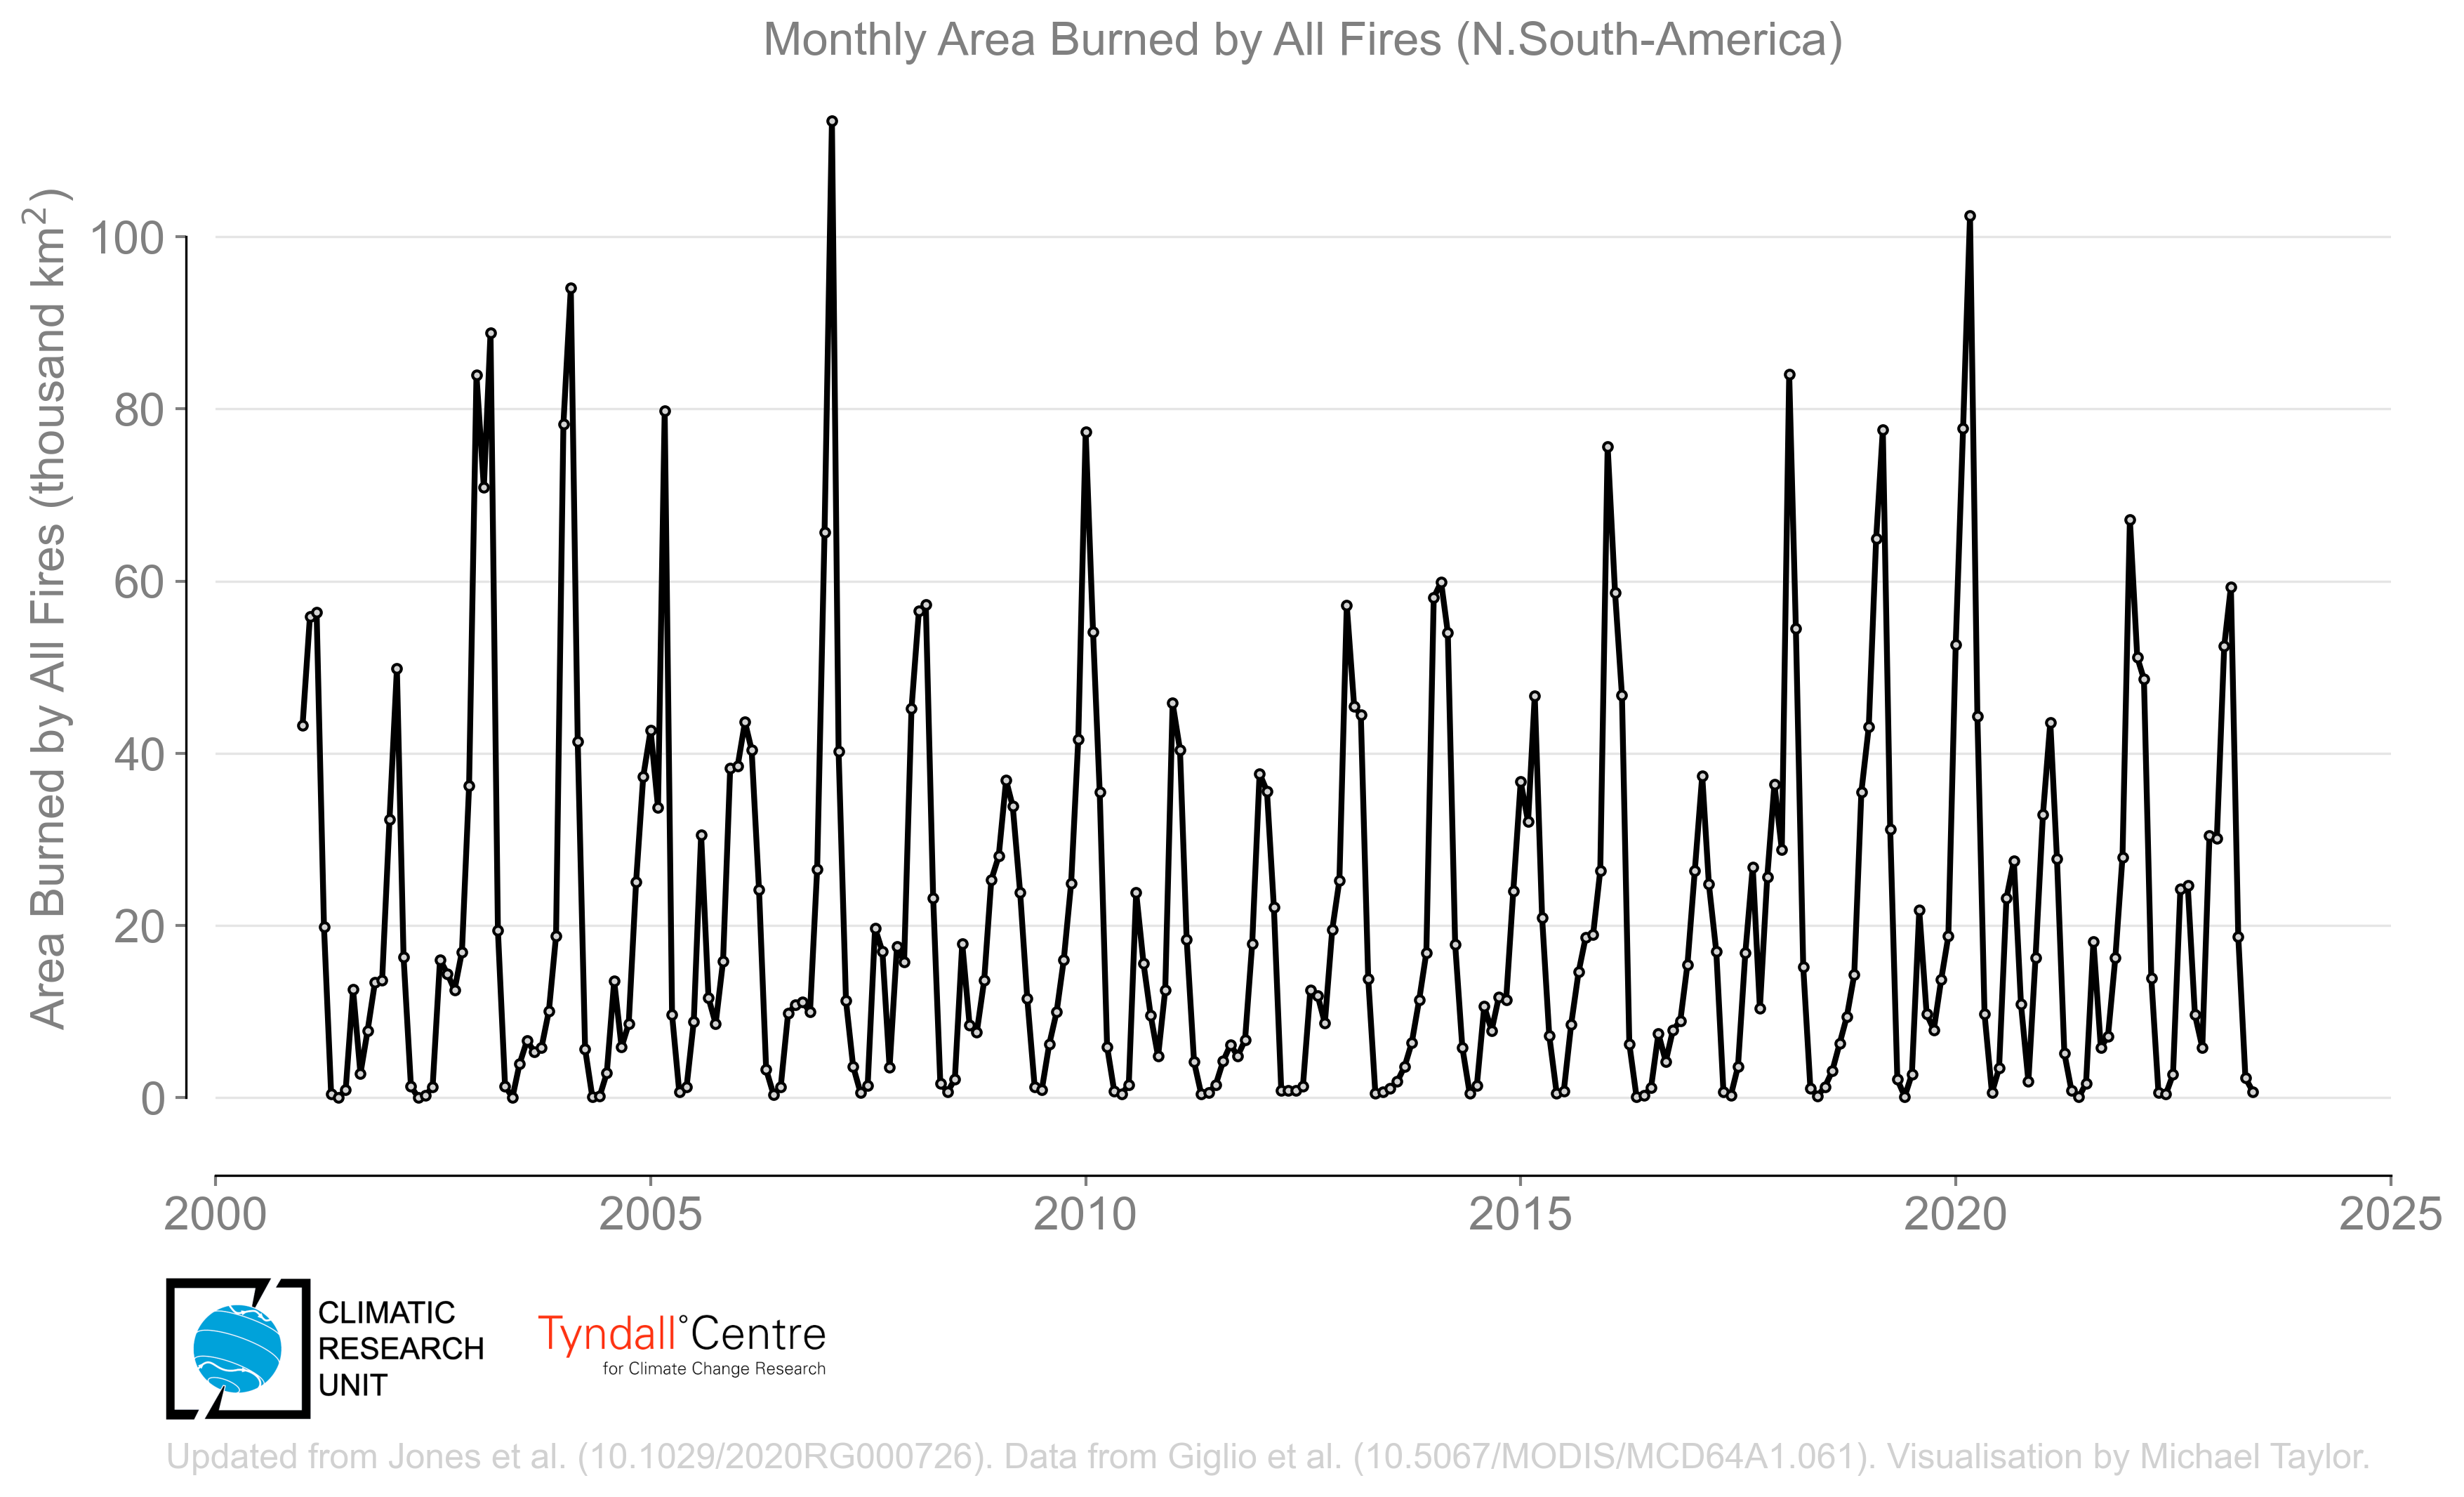 Monthly Area Burned by All Fires (N.South-America)
Area Burned by All Fires (thousand km²)
100
80
60
40
20
0
2000 2005 2010 2015 2020 2025
CLIMATIC
RESEARCH
UNIT
Tyndall°Centre
for Climate Change Research
Updated from Jones et al. (10.1029/2020RG000726). Data from Giglio et al. (10.5067/MODIS/MCD64A1.061). Visualisation by Michael Taylor.